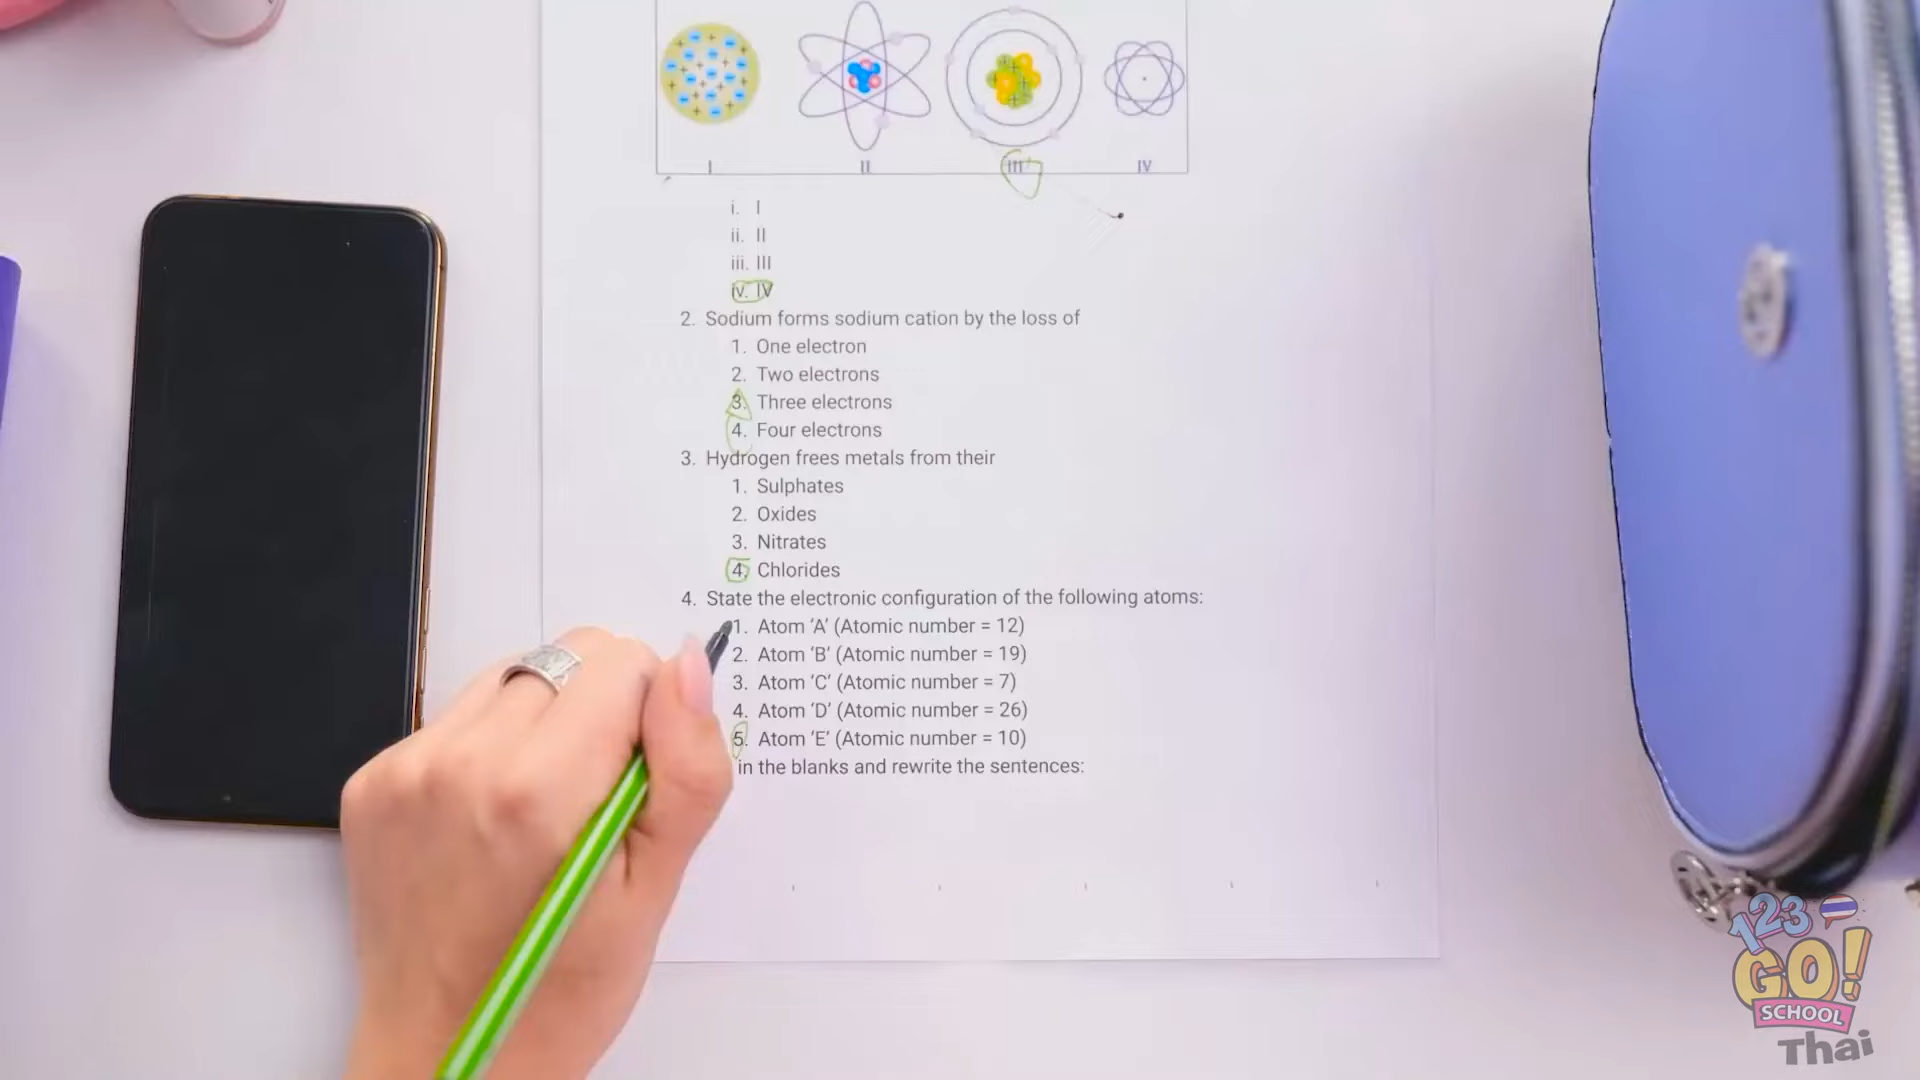 I II III IV
i. I
ii. II
iii. III
iv. IV
2. Sodium forms sodium cation by the loss of
1. One electron
2. Two electrons
3. Three electrons
4. Four electrons
3. Hydrogen frees metals from their
1. Sulphates
2. Oxides
3. Nitrates
4. Chlorides
4. State the electronic configuration of the following atoms:
1. Atom ‘A’ (Atomic number = 12)
2. Atom ‘B’ (Atomic number = 19)
3. Atom ‘C’ (Atomic number = 7)
4. Atom ‘D’ (Atomic number = 26)
5. Atom ‘E’ (Atomic number = 10)
in the blanks and rewrite the sentences:
123
GO!
SCHOOL
Thai